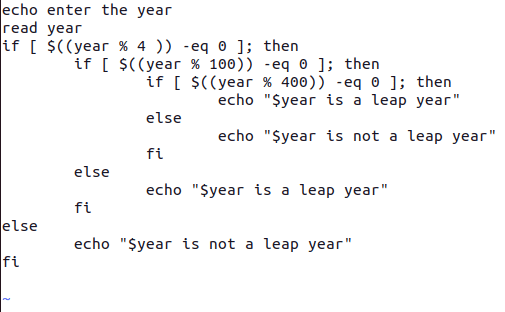 echo enter the year
read year
if [ $((year % 4 )) -eq 0 ]; then
        if [ $((year % 100)) -eq 0 ]; then
                if [ $((year % 400)) -eq 0 ]; then
                        echo "$year is a leap year"
                else
                        echo "$year is not a leap year"
                fi
        else
                echo "$year is a leap year"
        fi
else
        echo "$year is not a leap year"
fi
~